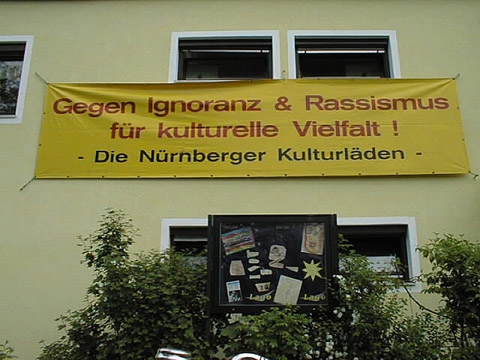 Gegen Ignoranz & Rassismus
für kulturelle Vielfalt !
- Die Nürnberger Kulturläden -